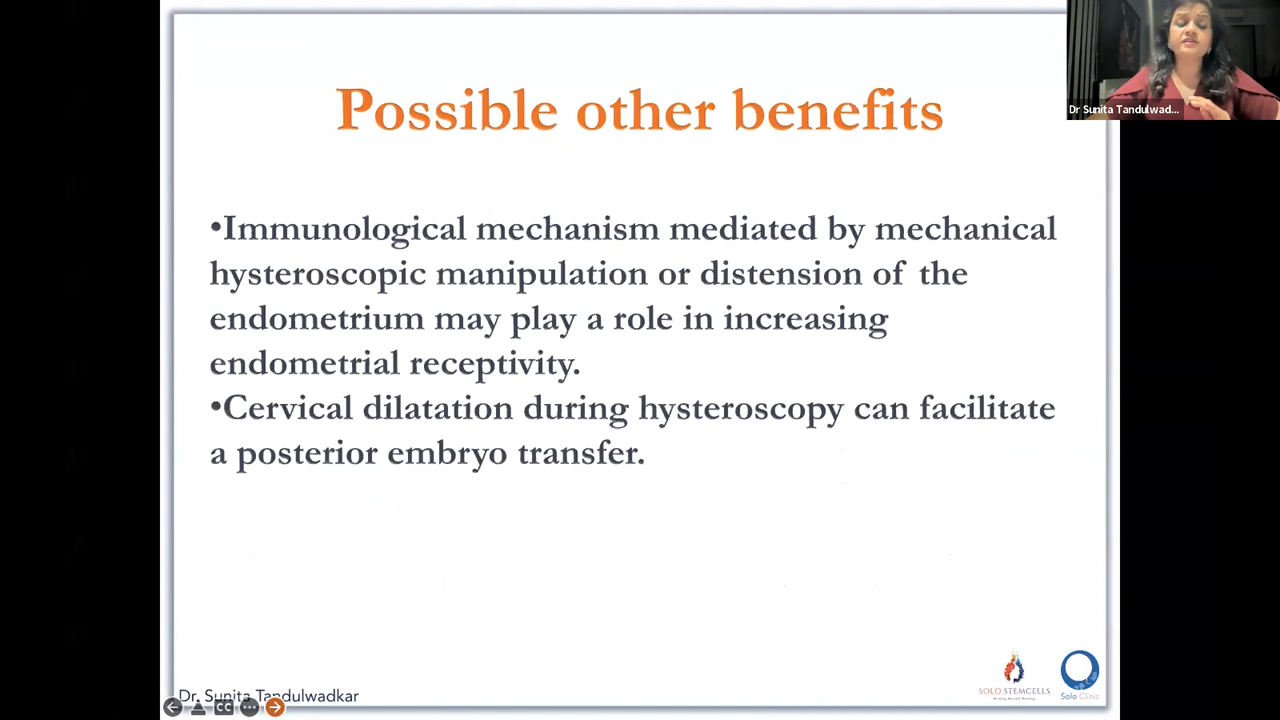 Possible other benefits
Dr Sunita Tandulwad...
•Immunological mechanism mediated by mechanical
hysteroscopic manipulation or distension of the
endometrium may play a role in increasing
endometrial receptivity.
•Cervical dilatation during hysteroscopy can facilitate
a posterior embryo transfer.
SOLO STEMCELLS
Solo Clinic
Dr. Sunita Tandulwadkar
CC